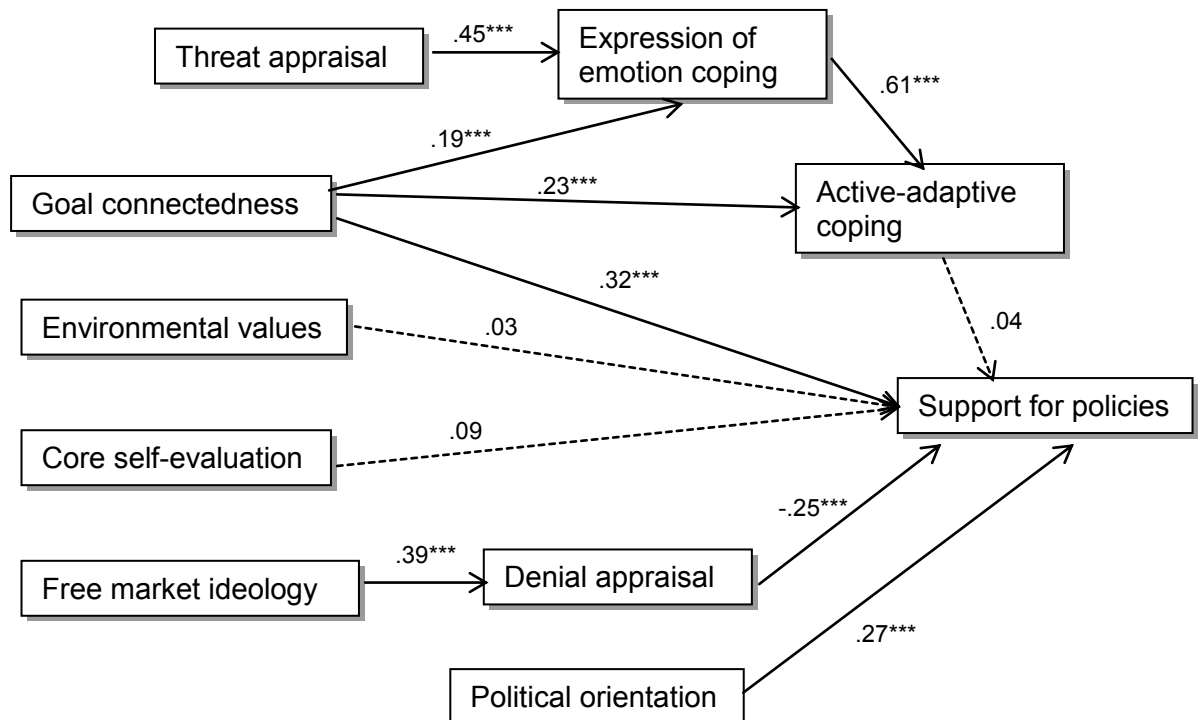 Threat appraisal
.45***
Expression of
emotion coping
.61***
.19***
Goal connectedness
.23***
Active-adaptive
coping
.32***
Environmental values
.03
.04
Support for policies
Core self-evaluation
.09
-.25***
Free market ideology
.39***
Denial appraisal
.27***
Political orientation